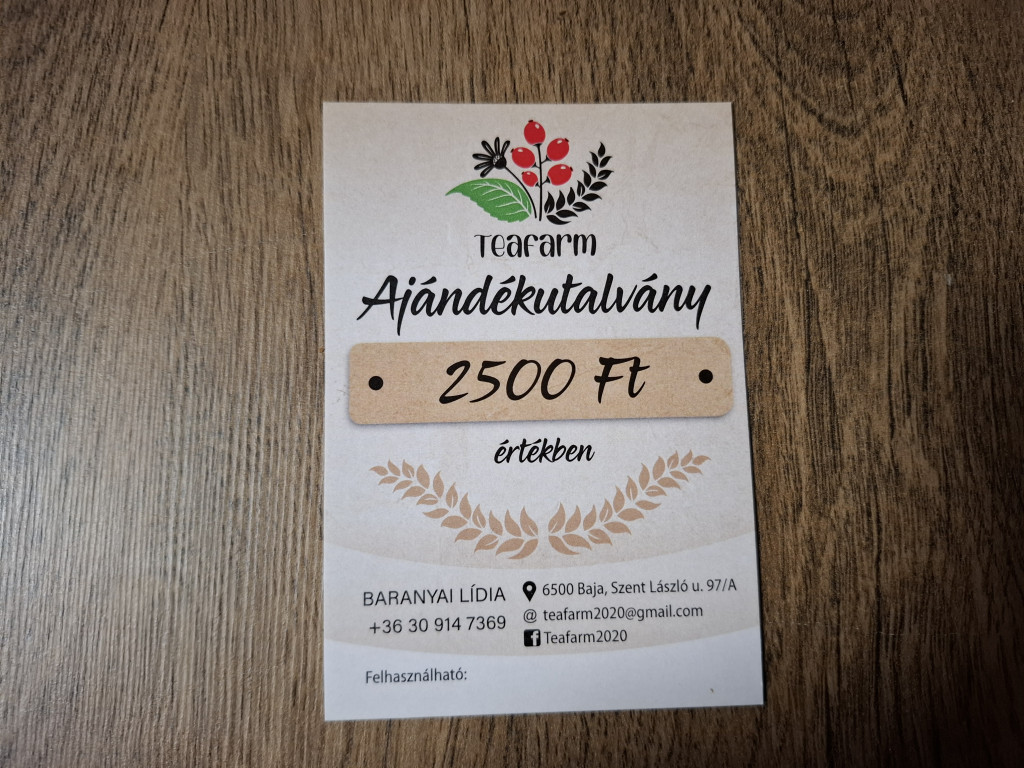 Teafarm
Ajándékutalvány
2500 Ft
értékben
BARANYAI LÍDIA
+36 30 914 7369
6500 Baja, Szent László u. 97/A
@ teafarm2020@gmail.com
Teafarm2020
Felhasználható: